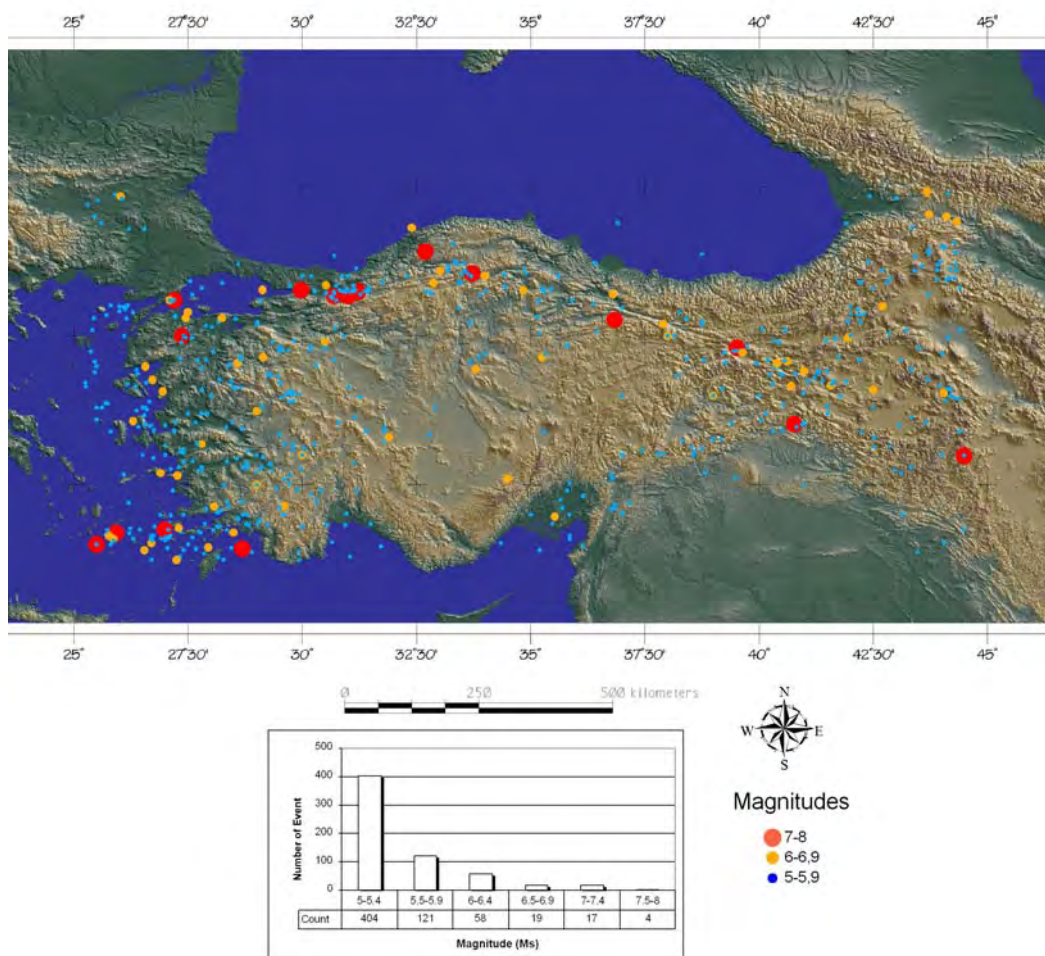 25° 27°30' 30° 32°30' 35° 37°30' 40° 42°30' 45°
25° 27°30' 30° 32°30' 35° 37°30' 40° 42°30' 45°
0 250 500 kilometers
N
W E
S
Magnitudes
7-8
6-6,9
5-5,9
500
400
300
200
100
0
Number of Event
5-5.4 5.5-5.9 6-6.4 6.5-6.9 7-7.4 7.5-8
Count 404 121 58 19 17 4
Magnitude (Ms)